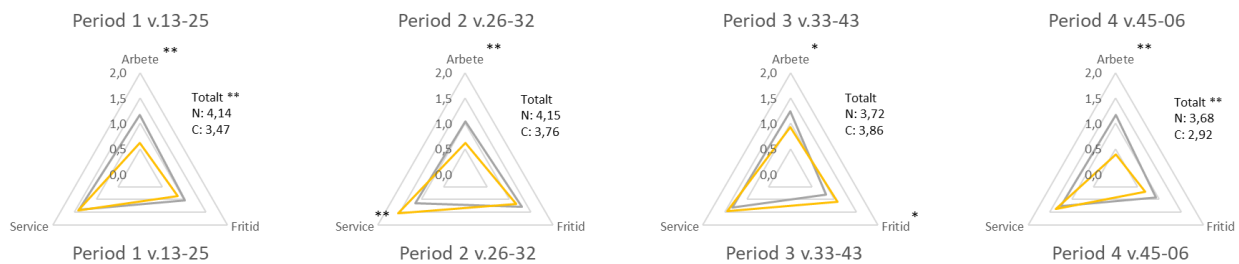 Period 1 v.13-25
Arbete **
2,0
1,5
1,0
0,5
0,0
Totalt **
N: 4,14
C: 3,47
Service
Fritid
Period 1 v.13-25
Period 2 v.26-32
Arbete **
2,0
1,5
1,0
0,5
0,0
Totalt
N: 4,15
C: 3,76
**
Service
Fritid
Period 2 v.26-32
Period 3 v.33-43
Arbete *
2,0
1,5
1,0
0,5
0,0
Totalt
N: 3,72
C: 3,86
Service
Fritid *
Period 3 v.33-43
Period 4 v.45-06
Arbete **
2,0
1,5
1,0
0,5
0,0
Totalt **
N: 3,68
C: 2,92
Service
Fritid
Period 4 v.45-06